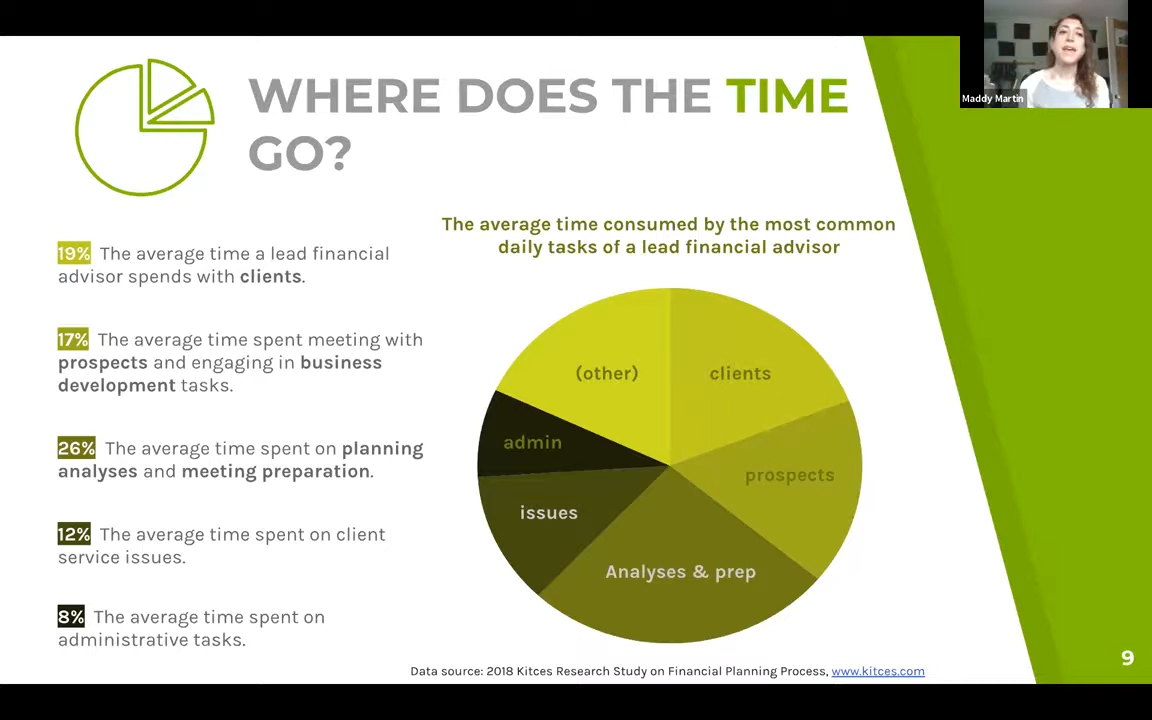 WHERE DOES THE TIME
GO?
Maddy Martin
19% The average time a lead financial
advisor spends with clients.
17% The average time spent meeting with
prospects and engaging in business
development tasks.
26% The average time spent on planning
analyses and meeting preparation.
12% The average time spent on client
service issues.
8% The average time spent on
administrative tasks.
The average time consumed by the most common
daily tasks of a lead financial advisor
(other)
clients
admin
prospects
issues
Analyses & prep
Data source: 2018 Kitces Research Study on Financial Planning Process, www.kitces.com
9